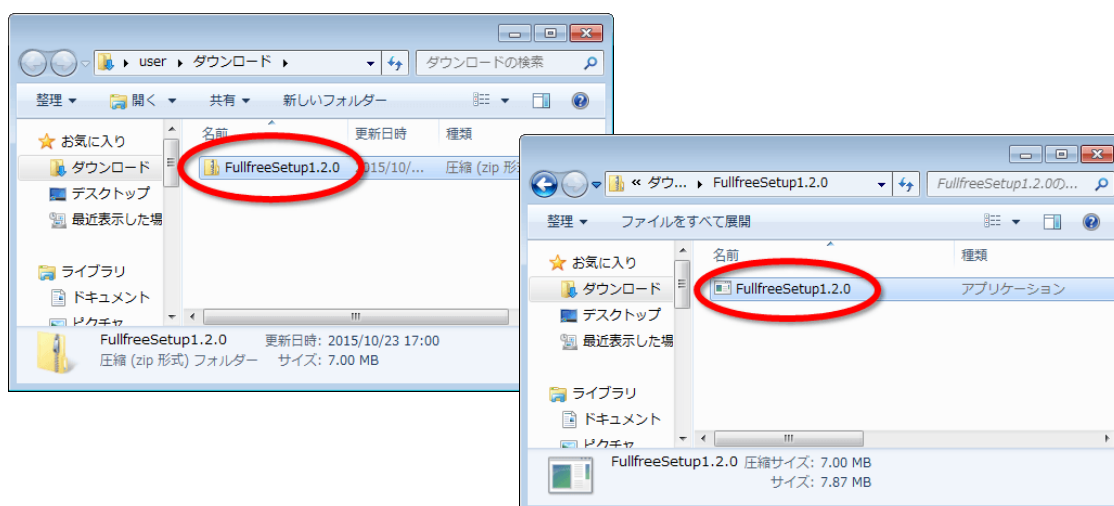 user ダウンロード ダウンロードの検索
整理 開く 共有 新しいフォルダー
お気に入り
ダウンロード
デスクトップ
最近表示した場
ライブラリ
ドキュメント
ピクチャ
名前 更新日時 種類
FullfreeSetup1.2.0 2015/10/... 圧縮 (zip 形
FullfreeSetup1.2.0 更新日時: 2015/10/23 17:00
圧縮 (zip 形式) フォルダー サイズ: 7.00 MB
« ダウ... FullfreeSetup1.2.0 FullfreeSetup1.2.0の...
整理 ファイルをすべて展開
お気に入り
ダウンロード
デスクトップ
最近表示した場
ライブラリ
ドキュメント
ピクチャ
名前 種類
FullfreeSetup1.2.0 アプリケーション
FullfreeSetup1.2.0 圧縮サイズ: 7.00 MB
サイズ: 7.87 MB